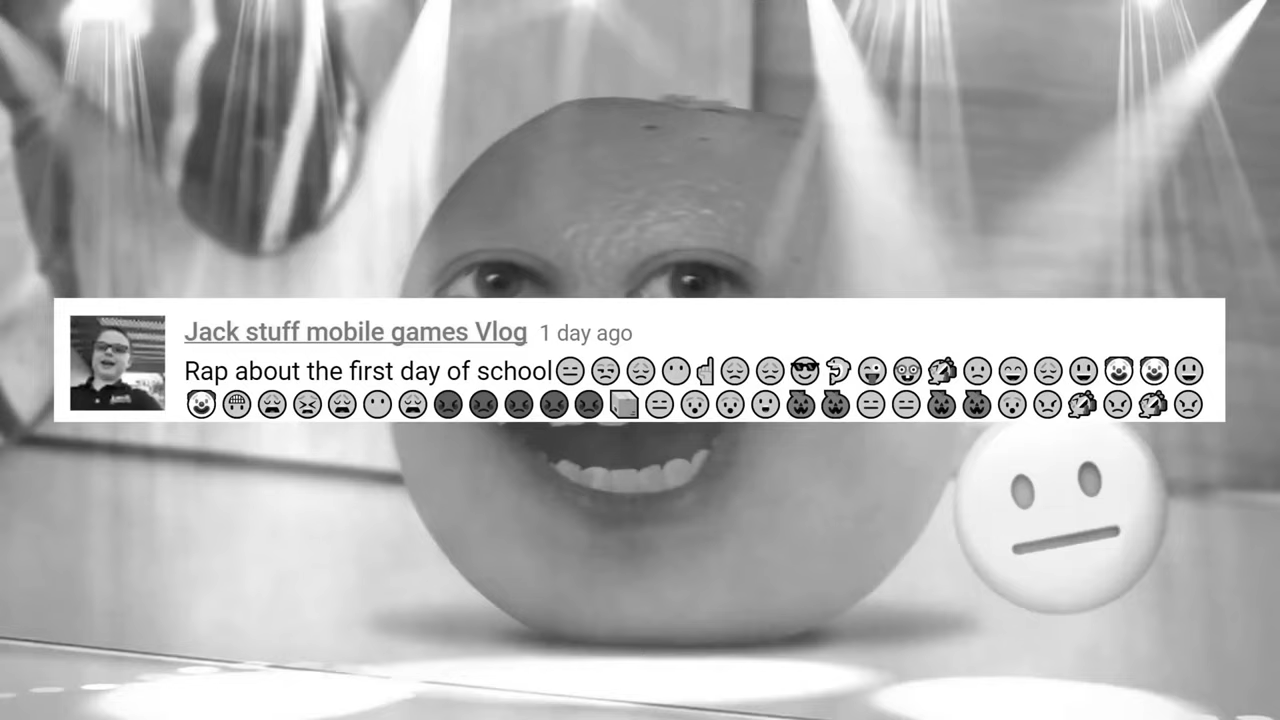 Jack stuff mobile games Vlog 1 day ago
Rap about the first day of school😑😒😞😶☝😞😞😎🦖😜🤪💨🙁😄😞😃🤡🤡😃
🤡😬😩😫😩😶😩😡😡😡😡😡📦😑😯😯😃🎃🎃😑😑🎃🎃😯😠💨😠💨😠